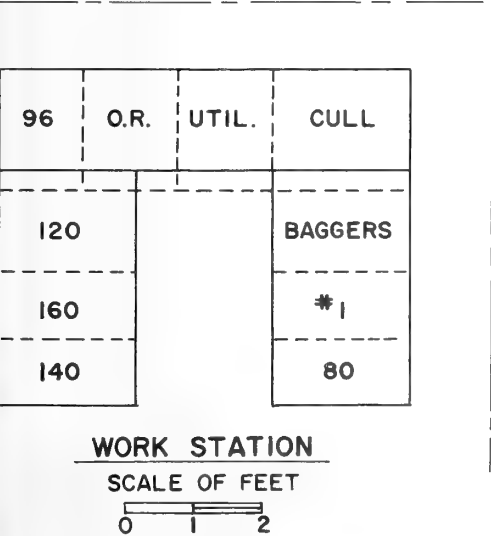 96 O.R. UTIL. CULL
120 BAGGERS
160 #1
140 80
WORK STATION
SCALE OF FEET
0 1 2